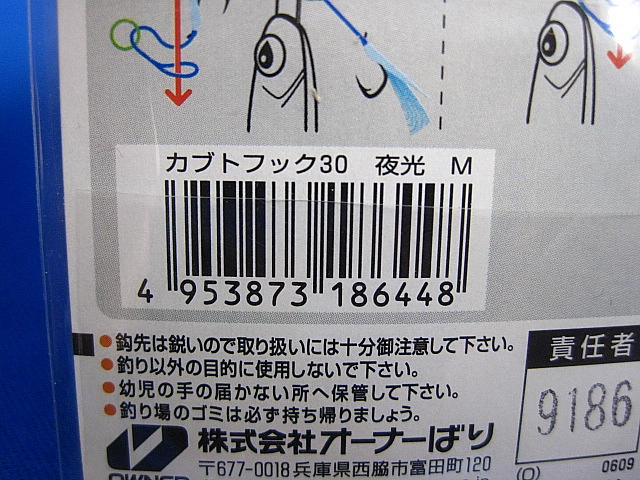 カブトフック30 夜光 M
4 953873 186448
●鈎先は鋭いので取り扱いには十分御注意して下さい。
●釣り以外の目的に使用しないで下さい。
●幼児の手の届かない所へ保管して下さい。
●釣り場のゴミは必ず持ち帰りましょう。
株式会社オーナーばり
〒677-0018兵庫県西脇市富田町120
OWNER
責任者
9186
(O) 0609